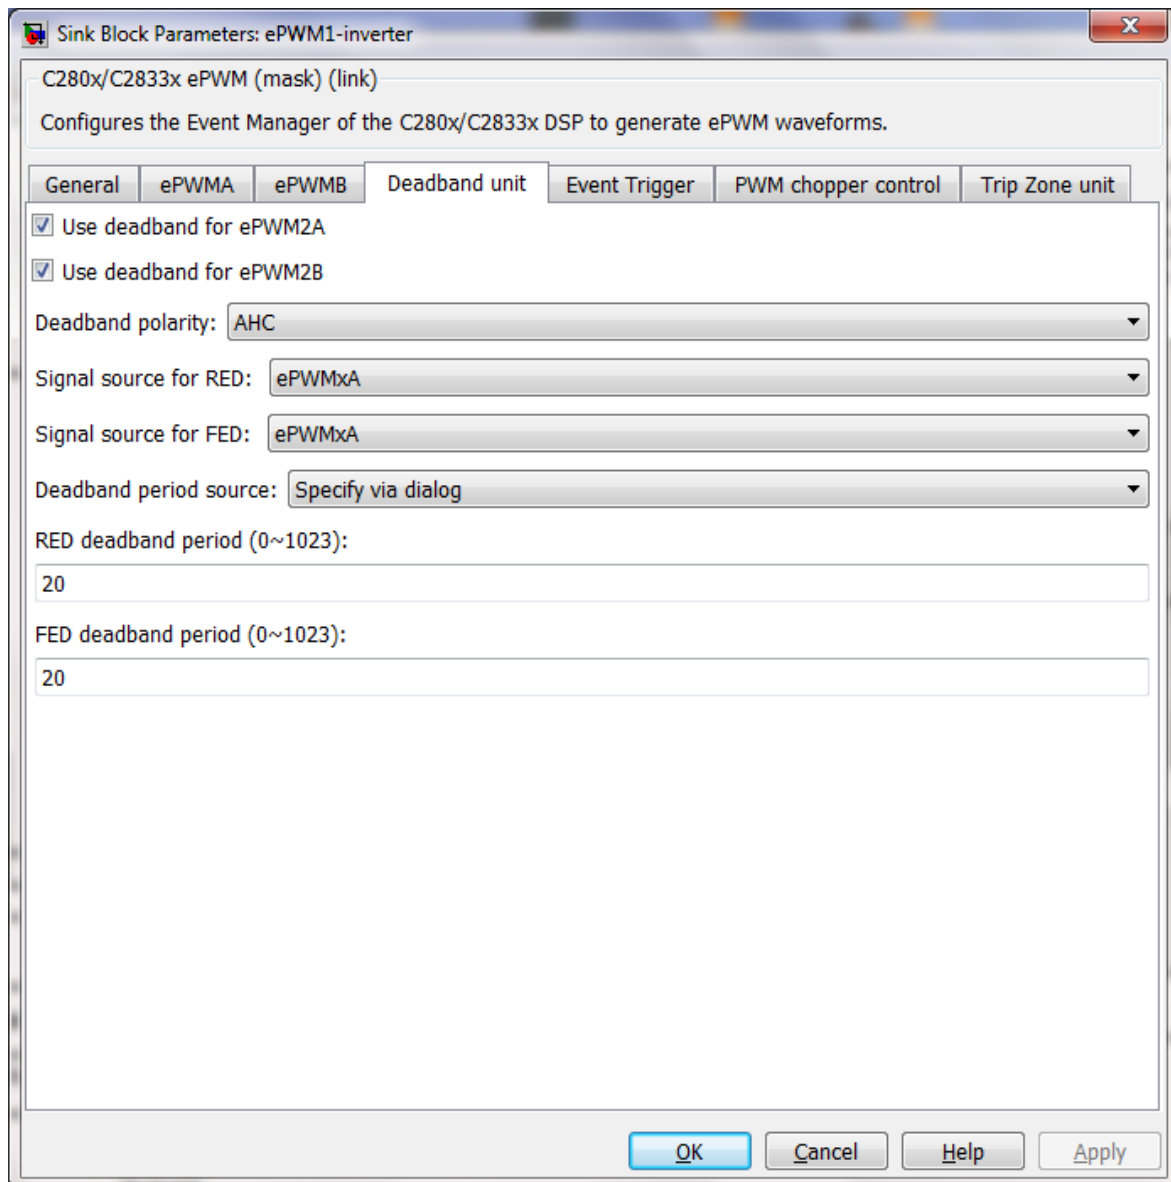 Sink Block Parameters: ePWM1-inverter
X
C280x/C2833x ePWM (mask) (link)
Configures the Event Manager of the C280x/C2833x DSP to generate ePWM waveforms.
General ePWMA ePWMB Deadband unit Event Trigger PWM chopper control Trip Zone unit
Use deadband for ePWM2A
Use deadband for ePWM2B
Deadband polarity: AHC
Signal source for RED: ePWMxA
Signal source for FED: ePWMxA
Deadband period source: Specify via dialog
RED deadband period (0~1023):
20
FED deadband period (0~1023):
20
OK Cancel Help Apply